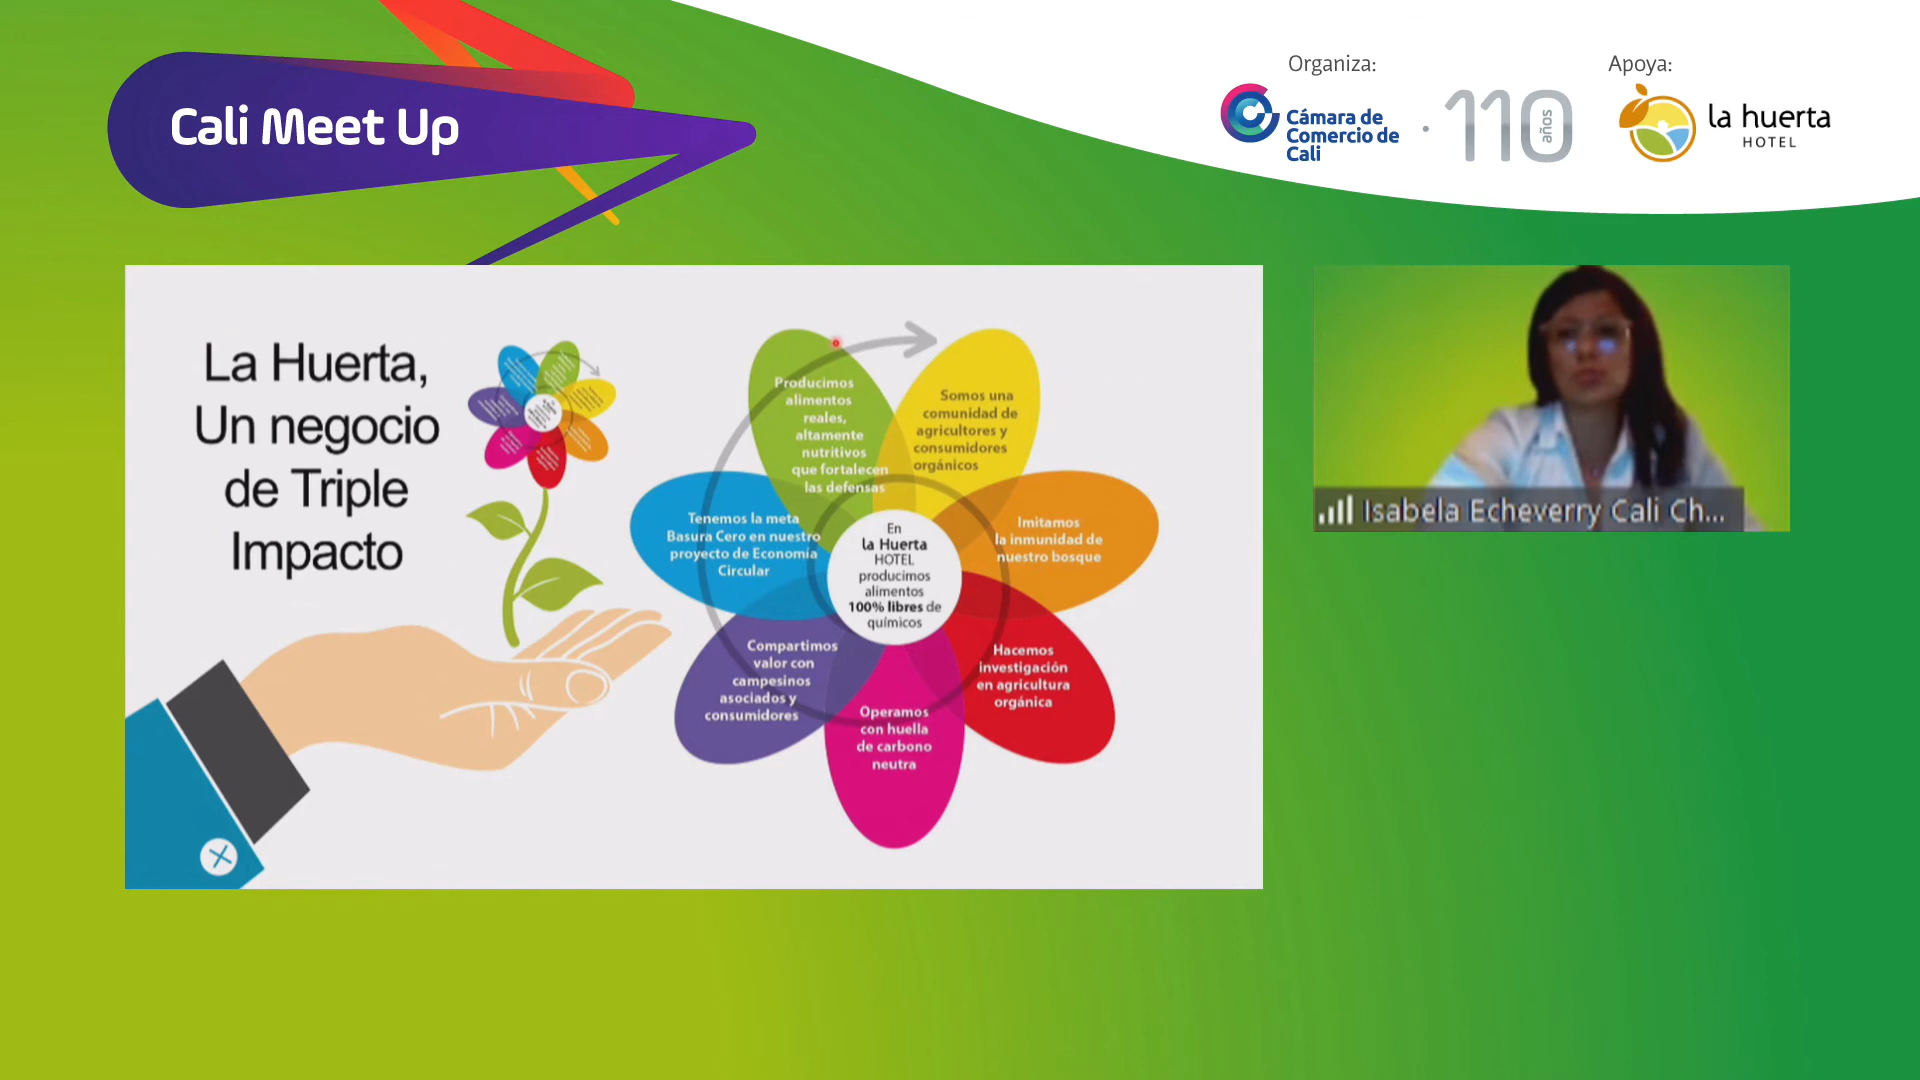 Cali Meet Up
Organiza:
Cámara de
Comercio de
Cali
110
años
Apoya:
la huerta
HOTEL
La Huerta,
Un negocio
de Triple
Impacto
Producimos
alimentos
reales,
altamente
nutritivos
que fortalecen
las defensas
Somos una
comunidad de
agricultores y
consumidores
orgánicos
Imitamos
la inmunidad de
nuestro bosque
Hacemos
investigación
en agricultura
orgánica
Operamos
con huella
de carbono
neutra
Compartimos
valor con
campesinos
asociados y
consumidores
Tenemos la meta
Basura Cero en nuestro
proyecto de Economía
Circular
En
la Huerta
HOTEL
producimos
alimentos
100% libres de
químicos
Isabela Echeverry Cali Ch...